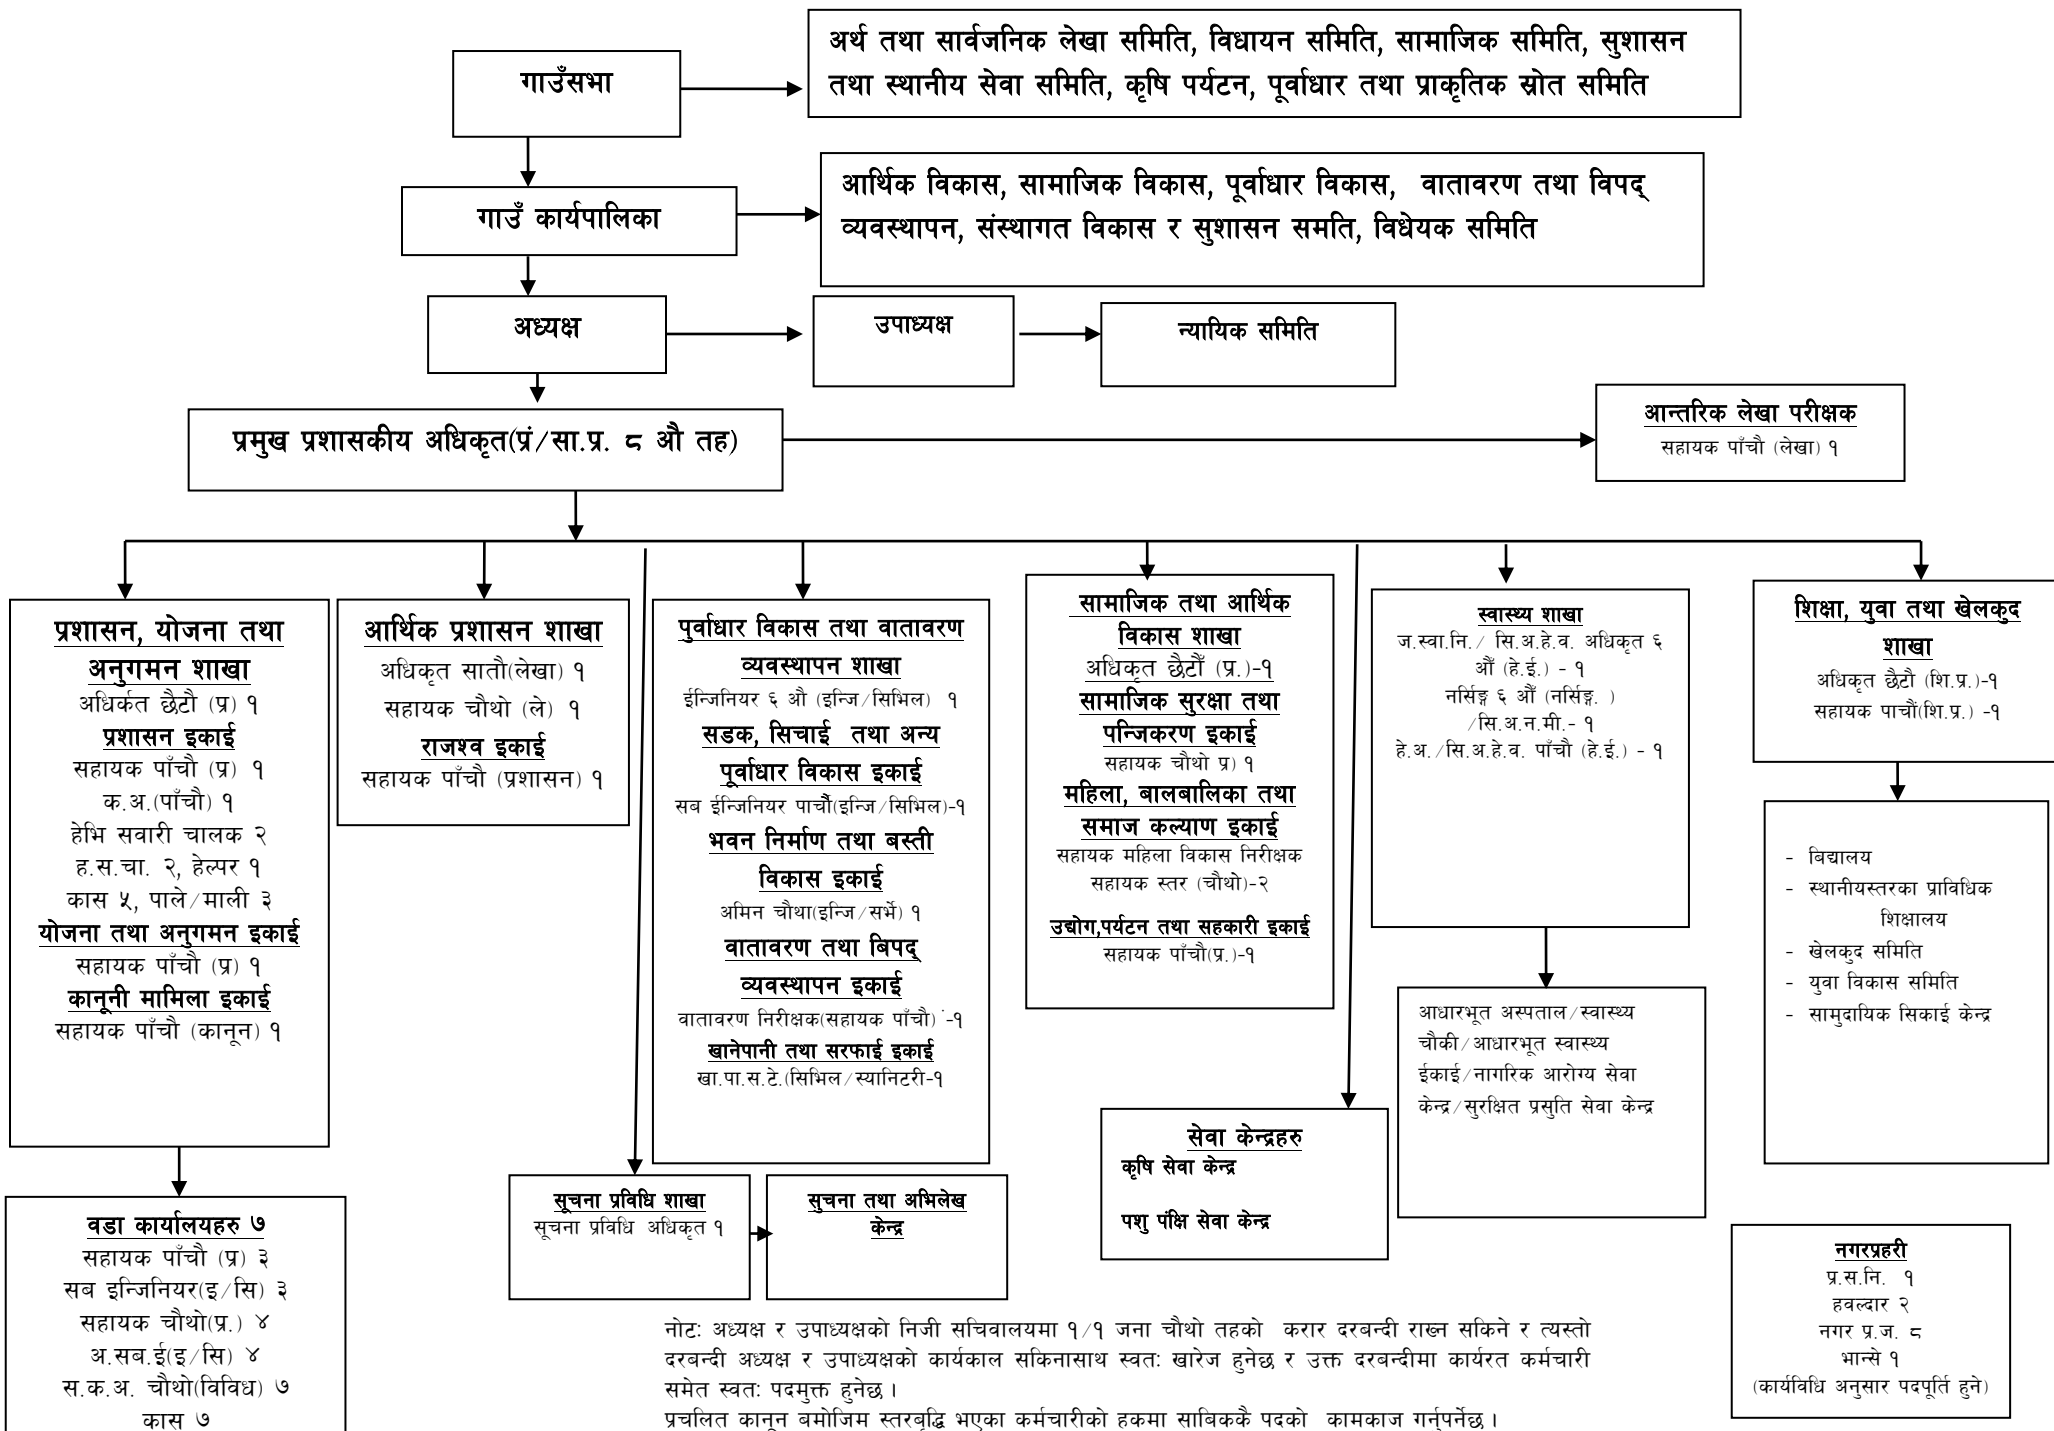 अर्थ तथा सार्वजनिक लेखा समिति, विधायन समिति, सामाजिक समिति, सुशासन
तथा स्थानीय सेवा समिति, कृषि पर्यटन, पूर्वाधार तथा प्राकृतिक स्रोत समिति
गाउँसभा
आर्थिक विकास, सामाजिक विकास, पूर्वाधार विकास, वातावरण तथा विपद्
व्यवस्थापन, संस्थागत विकास र सुशासन समति, विधेयक समिति
गाउँ कार्यपालिका
अध्यक्ष
उपाध्यक्ष
न्यायिक समिति
प्रमुख प्रशासकीय अधिकृत(प्रं/सा.प्र. ८ औ तह)
आन्तरिक लेखा परीक्षक
सहायक पाँचौ (लेखा) १
प्रशासन, योजना तथा
अनुगमन शाखा
अधिर्कत छैटौ (प्र) १
प्रशासन इकाई
सहायक पाँचौ (प्र) १
क.अ.(पाँचौ) १
हेभि सवारी चालक २
ह.स.चा. २, हेल्पर १
कास ५, पाले/माली ३
योजना तथा अनुगमन इकाई
सहायक पाँचौ (प्र) १
कानूनी मामिला इकाई
सहायक पाँचौ (कानून) १
आर्थिक प्रशासन शाखा
अधिकृत सातौ(लेखा) १
सहायक चौथो (ले) १
राजश्व इकाई
सहायक पाँचौ (प्रशासन) १
पुर्वाधार विकास तथा वातावरण
व्यवस्थापन शाखा
ईन्जिनियर ६ औ (इन्जि/सिभिल) १
सडक, सिचाई तथा अन्य
पूर्वाधार विकास इकाई
सब ईन्जिनियर पाचौँ(इन्जि/सिभिल)-१
भवन निर्माण तथा बस्ती
विकास इकाई
अमिन चौथा(इन्जि/सर्भे) १
वातावरण तथा बिपद्
व्यवस्थापन इकाई
वातावरण निरीक्षक(सहायक पाँचौ) -१
खानेपानी तथा सरफाई इकाई
खा.पा.स.टे.(सिभिल/स्यानिटरी-१
सामाजिक तथा आर्थिक
विकास शाखा
अधिकृत छैटौँ (प्र.)-१
सामाजिक सुरक्षा तथा
पन्जिकरण इकाई
सहायक चौथो प्र) १
महिला, बालबालिका तथा
समाज कल्याण इकाई
सहायक महिला विकास निरीक्षक
सहायक स्तर (चौथो)-२
उद्योग,पर्यटन तथा सहकारी इकाई
सहायक पाँचौ(प्र.)-१
स्वास्थ्य शाखा
ज.स्वा.नि./ सि.अ.हे.व. अधिकृत ६
औँ (हे.ई.) - १
नर्सिङ्ग ६ औँ (नर्सिङ्ग. )
/सि.अ.न.मी.- १
हे.अ./सि.अ.हे.व. पाँचौ (हे.ई.) - १
शिक्षा, युवा तथा खेलकुद
शाखा
अधिकृत छैटौ (शि.प्र.)-१
सहायक पाचौं(शि.प्र.) -१
- बिद्यालय
- स्थानीयस्तरका प्राविधिक
शिक्षालय
- खेलकुद समिति
- युवा विकास समिति
- सामुदायिक सिकाई केन्द्र
आधारभूत अस्पताल/स्वास्थ्य
चौकी/आधारभूत स्वास्थ्य
ईकाई/नागरिक आरोग्य सेवा
केन्द्र/सुरक्षित प्रसुति सेवा केन्द्र
सेवा केन्द्रहरु
कृषि सेवा केन्द्र
पशु पंक्षि सेवा केन्द्र
सूचना प्रविधि शाखा
सूचना प्रविधि अधिकृत १
सुचना तथा अभिलेख
केन्द्र
वडा कार्यालयहरु ७
सहायक पाँचौ (प्र) ३
सब इन्जिनियर(इ/सि) ३
सहायक चौथो(प्र.) ४
अ.सब.ई(इ/सि) ४
स.क.अ. चौथो(विविध) ७
कास ७
नगरप्रहरी
प्र.स.नि. १
हवल्दार २
नगर प्र.ज. ८
भान्से १
(कार्यविधि अनुसार पदपूर्ति हुने)
नोट: अध्यक्ष र उपाध्यक्षको निजी सचिवालयमा १/१ जना चौथो तहको करार दरबन्दी राख्न सकिने र त्यस्तो
दरबन्दी अध्यक्ष र उपाध्यक्षको कार्यकाल सकिनासाथ स्वत: खारेज हुनेछ र उक्त दरबन्दीमा कार्यरत कर्मचारी
समेत स्वत: पदमुक्त हुनेछ ।
प्रचलित कानून बमोजिम स्तरबृद्धि भएका कर्मचारीको हकमा साबिककै पदको कामकाज गर्नुपर्नेछ ।